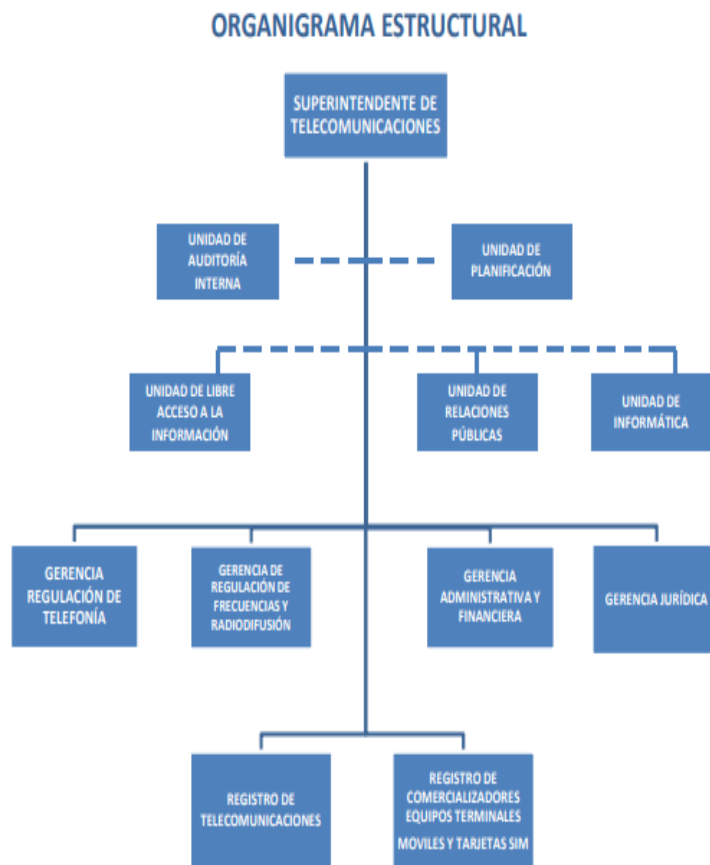 ORGANIGRAMA ESTRUCTURAL
SUPERINTENDENTE DE
TELECOMUNICACIONES
UNIDAD DE
AUDITORÍA
INTERNA
UNIDAD DE
PLANIFICACIÓN
UNIDAD DE LIBRE
ACCESO A LA
INFORMACIÓN
UNIDAD DE
RELACIONES
PÚBLICAS
UNIDAD DE
INFORMÁTICA
GERENCIA
REGULACIÓN DE
TELEFONÍA
GERENCIA DE
REGULACIÓN DE
FRECUENCIAS Y
RADIODIFUSIÓN
GERENCIA
ADMINISTRATIVA Y
FINANCIERA
GERENCIA JURÍDICA
REGISTRO DE
TELECOMUNICACIONES
REGISTRO DE
COMERCIALIZADORES
EQUIPOS TERMINALES
MOVILES Y TARJETAS SIM